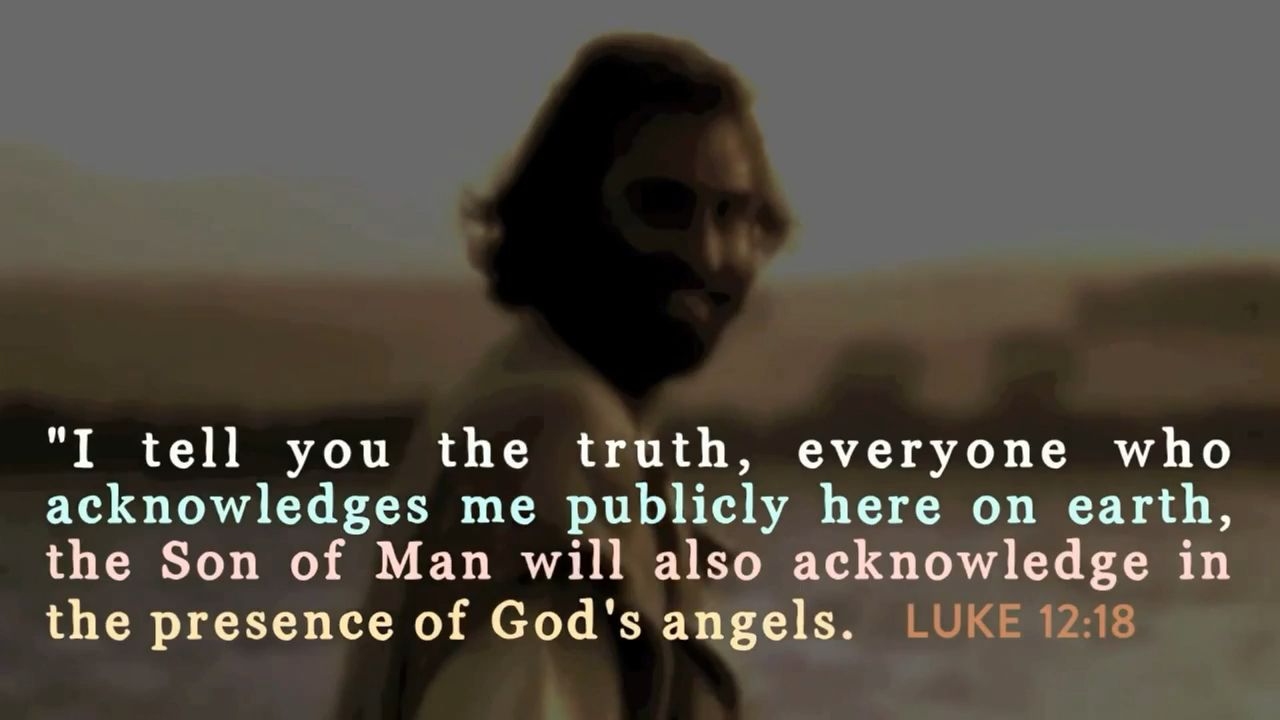 "I tell you the truth, everyone who
acknowledges me publicly here on earth,
the Son of Man will also acknowledge in
the presence of God's angels. LUKE 12:18